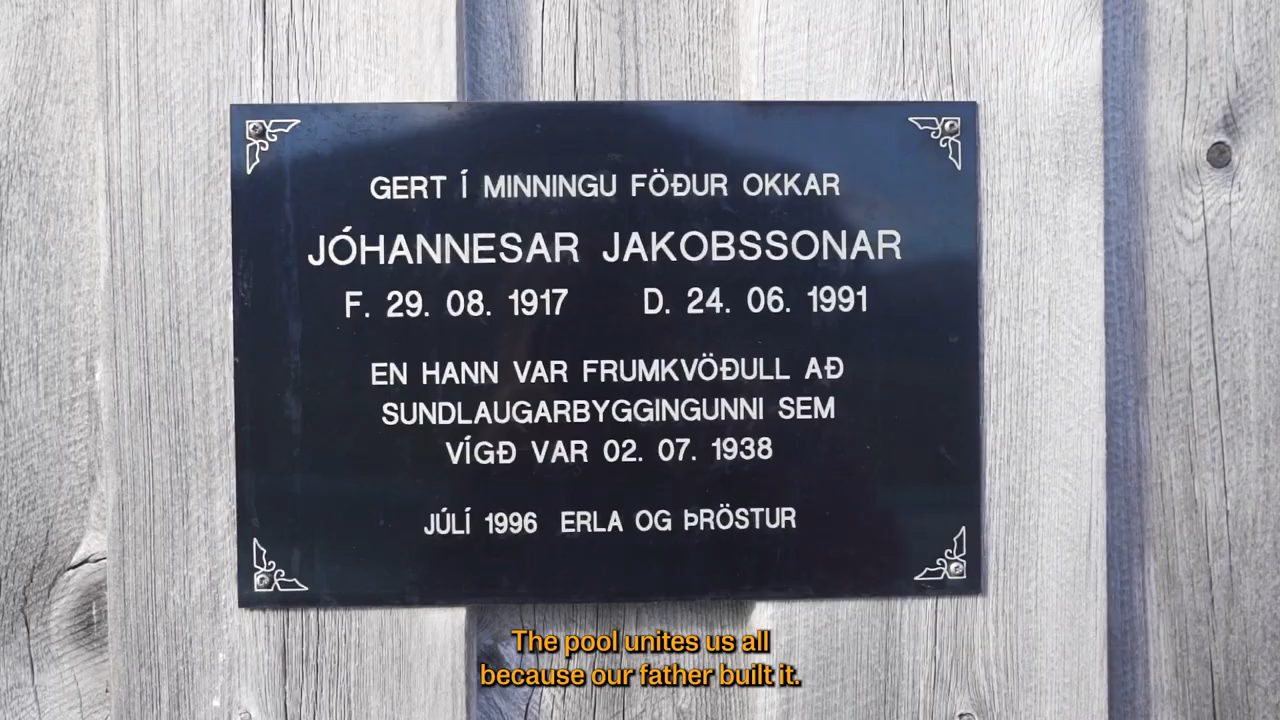 GERT Í MINNINGU FÖÐUR OKKAR
JÓHANNESAR JAKOBSSONAR
F. 29. 08. 1917 D. 24. 06. 1991
EN HANN VAR FRUMKVÖÐULL AÐ
SUNDLAUGARBYGGINGUNNI SEM
VÍGÐ VAR 02. 07. 1938
JÚLÍ 1996 ERLA OG ÞRÖSTUR
The pool unites us all
because our father built it.